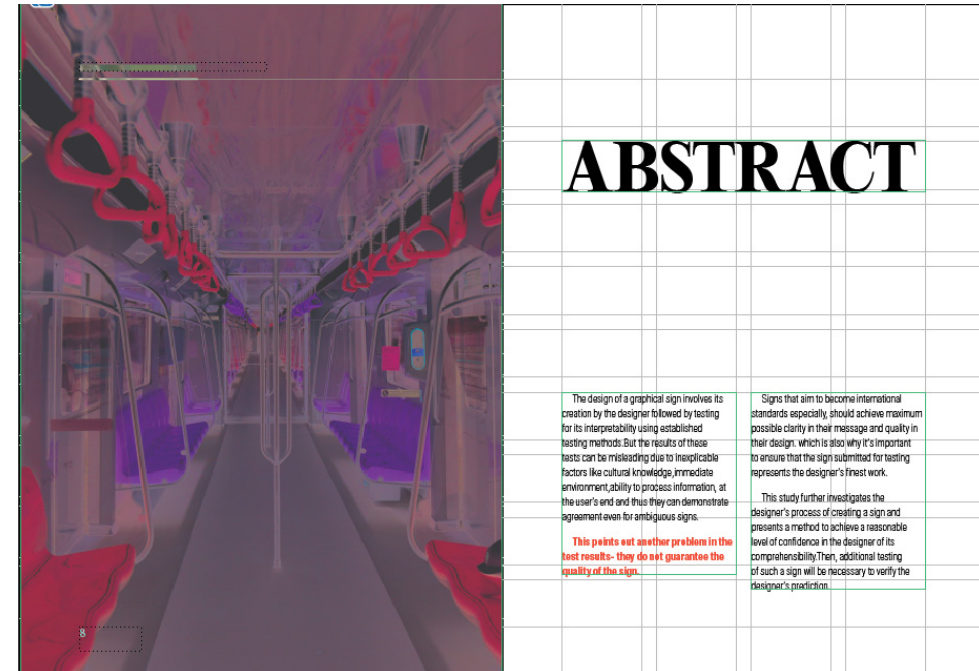 8
ABSTRACT
The design of a graphical sign involves its
creation by the designer followed by testing
for its interpretability using established
testing methods.But the results of these
tests can be misleading due to inexplicable
factors like cultural knowledge,immediate
environment,ability to process information, at
the user's end and thus they can demonstrate
agreement even for ambiguous signs.
This points out another problem in the
test results- they do not guarantee the
quality of the sign.
Signs that aim to become international
standards especially, should achieve maximum
possible clarity in their message and quality in
their design. which is also why it's important
to ensure that the sign submitted for testing
represents the designer's finest work.
This study further investigates the
designer's process of creating a sign and
presents a method to achieve a reasonable
level of confidence in the designer of its
comprehensibility.Then, additional testing
of such a sign will be necessary to verify the
designer's prediction.